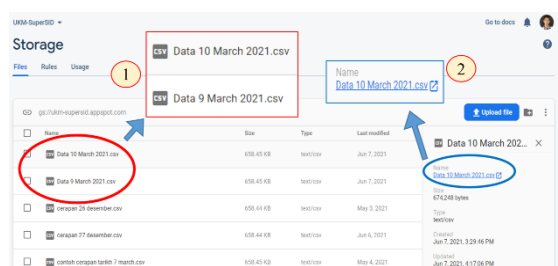 UKM-SuperSID
Go to docs
Storage
Files Rules Usage
1
CSV Data 10 March 2021.csv
CSV Data 9 March 2021.csv
2
Name
Data 10 March 2021.csv
gs://ukm-supersid.appspot.com
Upload file
Name Size Type Last modified
Data 10 March 2021.csv 658.45 KB text/csv Jun 7, 2021
Data 9 March 2021.csv 658.45 KB text/csv Jun 7, 2021
cerapan 26 desember.csv 658.44 KB text/csv May 3, 2021
cerapan 27 desember.csv 658.44 KB text/csv Jun 6, 2021
contoh cerapan tarikh 7 march.csv 658.45 KB text/csv May 4, 2021
Data 10 March 202...
Name
Data 10 March 2021.csv
Size
674,248 bytes
Type
text/csv
Created
Jun 7, 2021, 3:29:46 PM
Updated
Jun 7, 2021, 4:17:06 PM